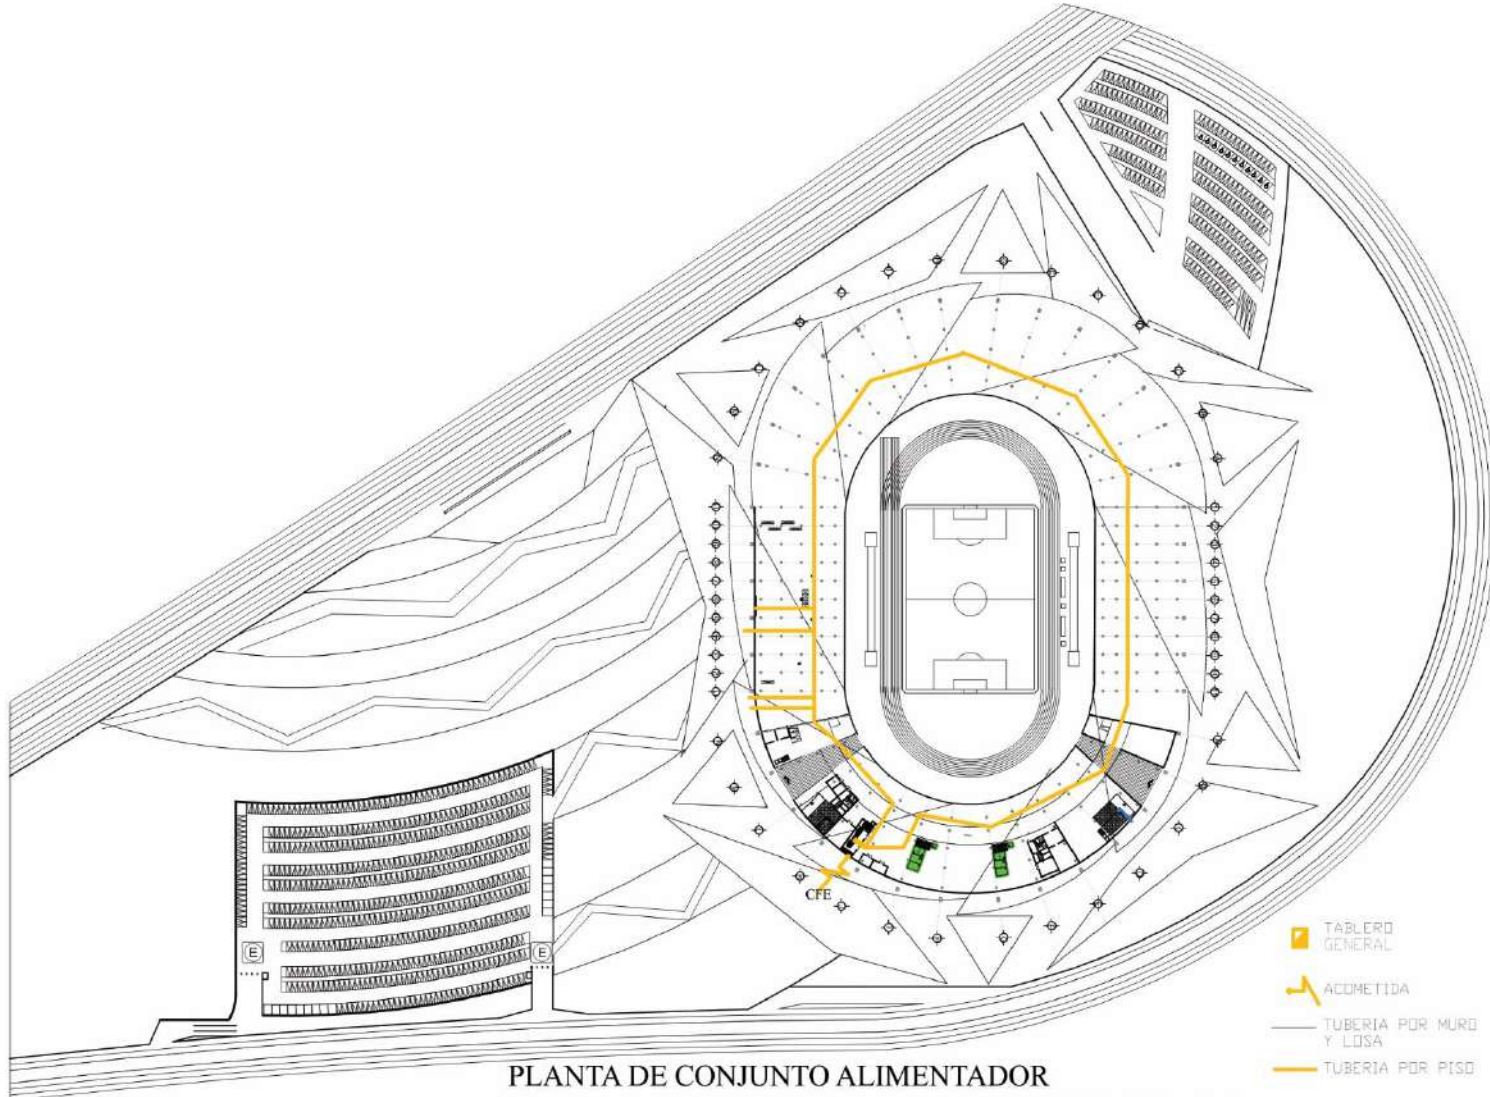 CFE
E
E
TABLERO
GENERAL
ACOMETIDA
TUBERIA POR MURO
Y LOSA
TUBERIA POR PISO
PLANTA DE CONJUNTO ALIMENTADOR